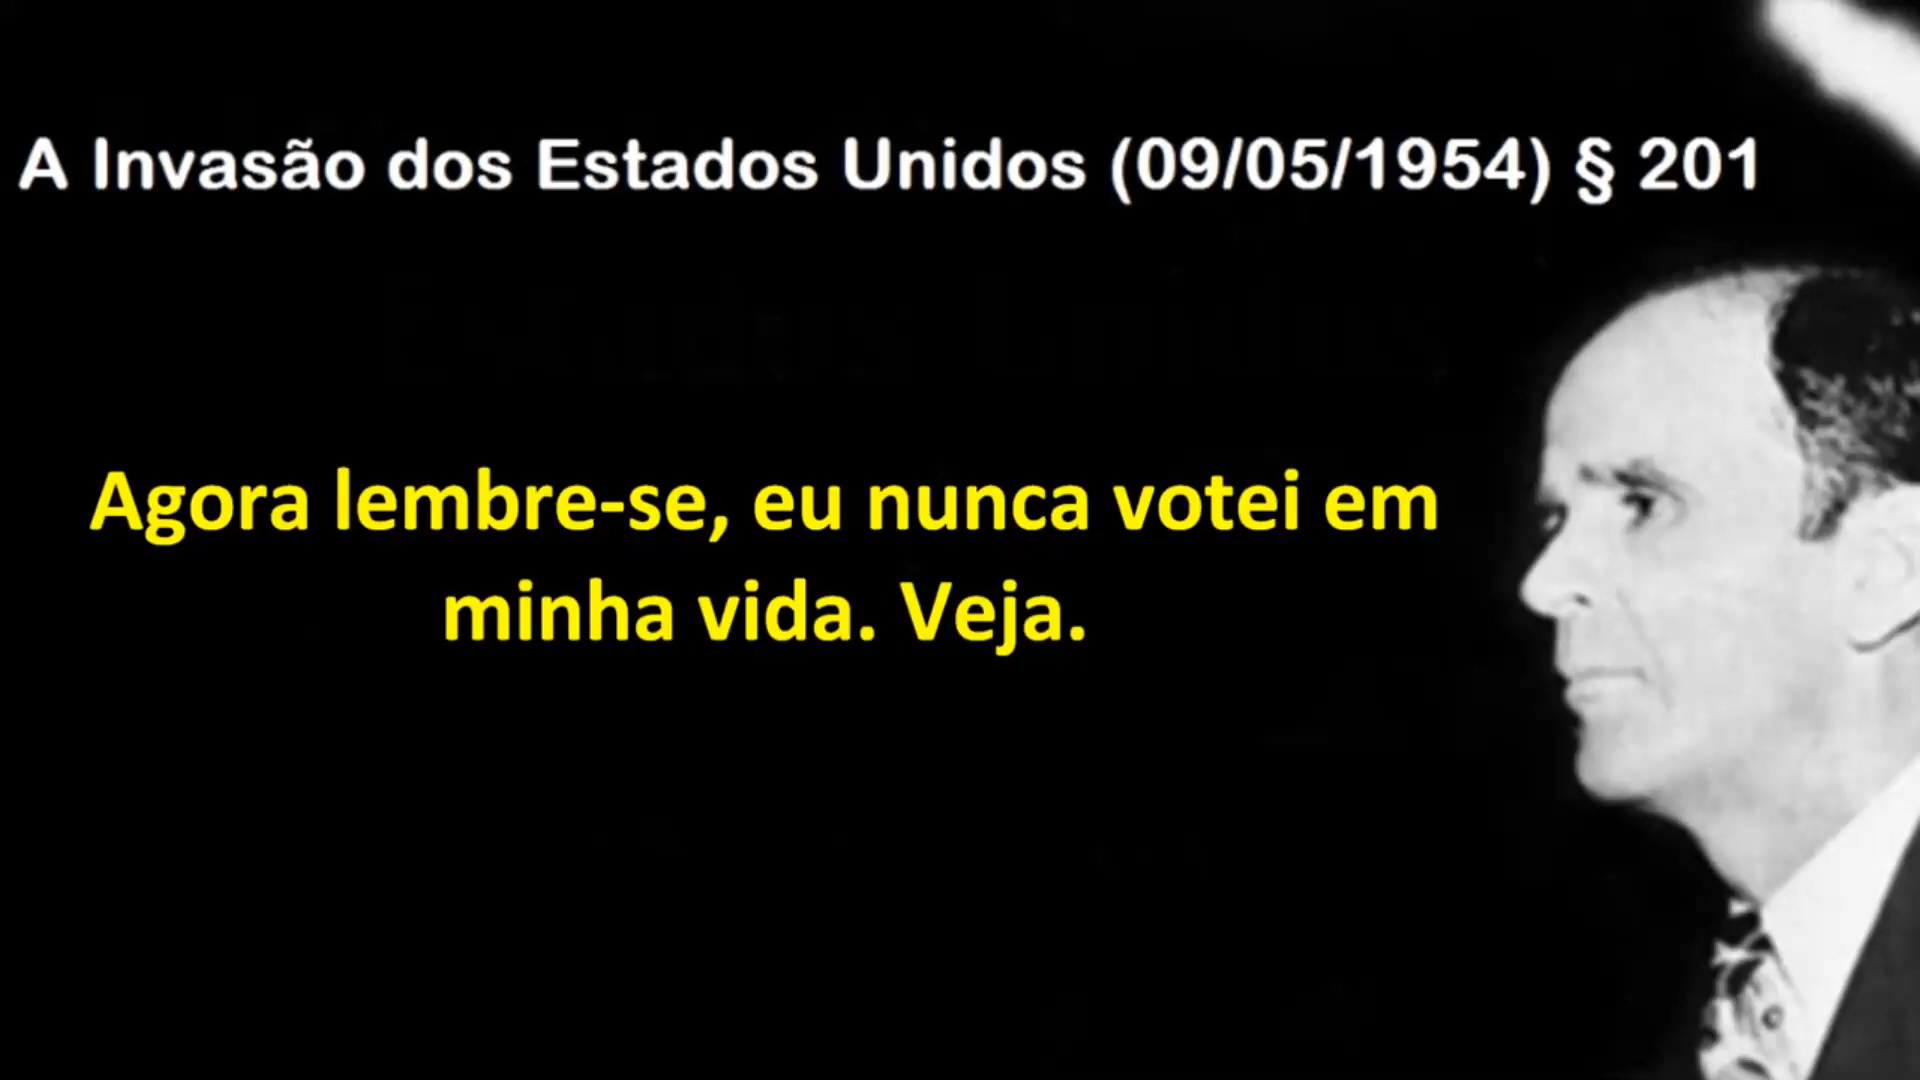 A Invasão dos Estados Unidos (09/05/1954) § 201
Agora lembre-se, eu nunca votei em
minha vida. Veja.